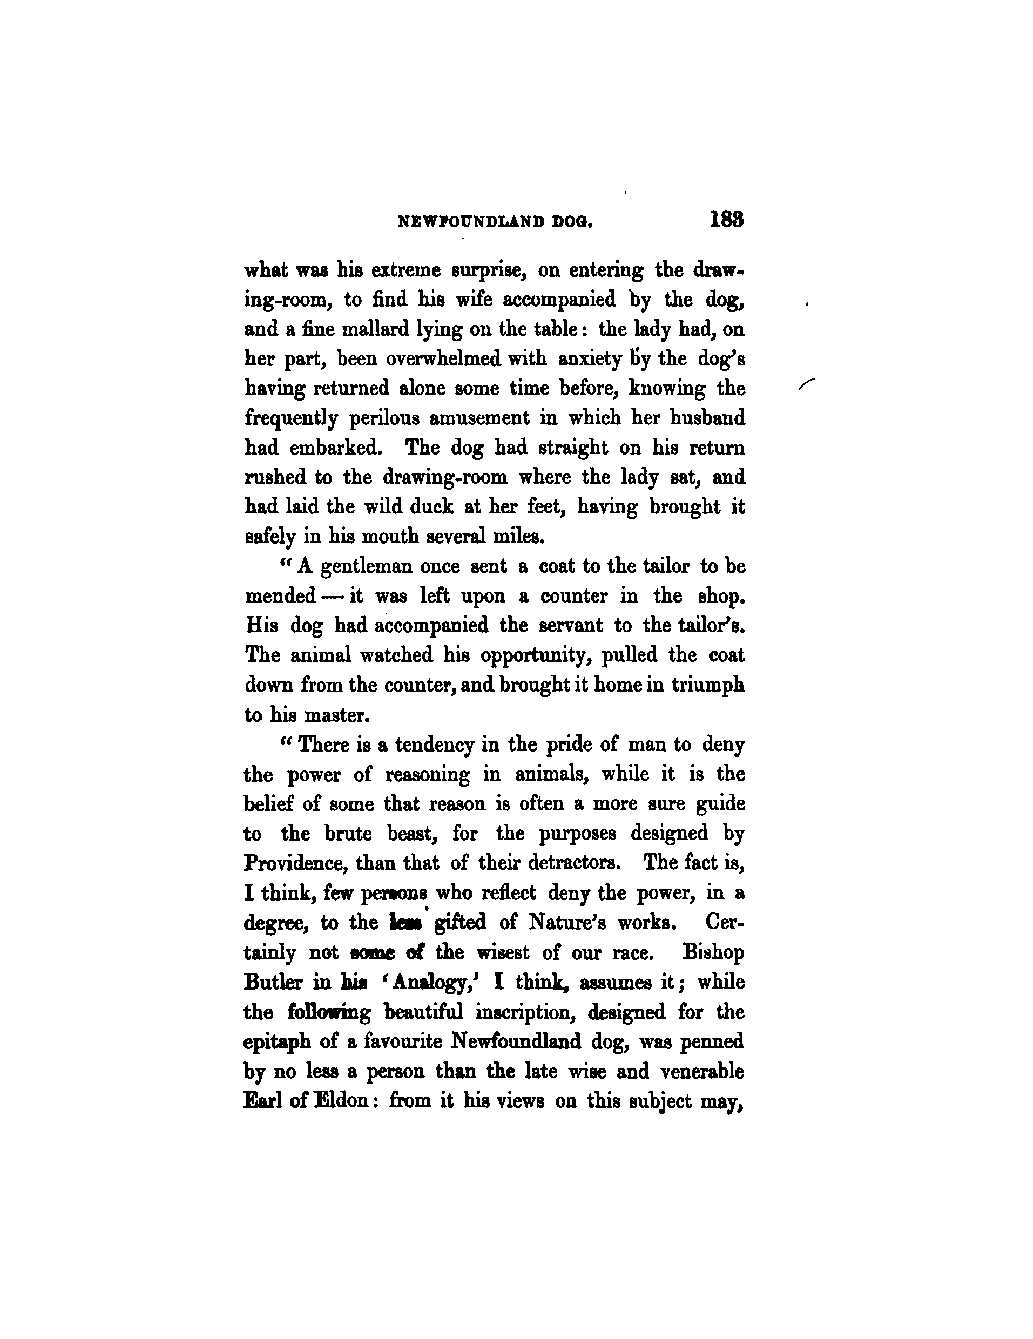 NEWFOUNDLAND DOG. 183
what was his extreme surprise, on entering the draw-
ing-room, to find his wife accompanied by the dog,
and a fine mallard lying on the table: the lady had, on
her part, been overwhelmed with anxiety by the dog's
having returned alone some time before, knowing the
frequently perilous amusement in which her husband
had embarked. The dog had straight on his return
rushed to the drawing-room where the lady sat, and
had laid the wild duck at her feet, having brought it
safely in his mouth several miles.
"A gentleman once sent a coat to the tailor to be
mended — it was left upon a counter in the shop.
His dog had accompanied the servant to the tailor's.
The animal watched his opportunity, pulled the coat
down from the counter, and brought it home in triumph
to his master.
"There is a tendency in the pride of man to deny
the power of reasoning in animals, while it is the
belief of some that reason is often a more sure guide
to the brute beast, for the purposes designed by
Providence, than that of their detractors. The fact is,
I think, few persons who reflect deny the power, in a
degree, to the less gifted of Nature's works. Cer-
tainly not some of the wisest of our race. Bishop
Butler in his 'Analogy,' I think, assumes it; while
the following beautiful inscription, designed for the
epitaph of a favourite Newfoundland dog, was penned
by no less a person than the late wise and venerable
Earl of Eldon: from it his views on this subject may,